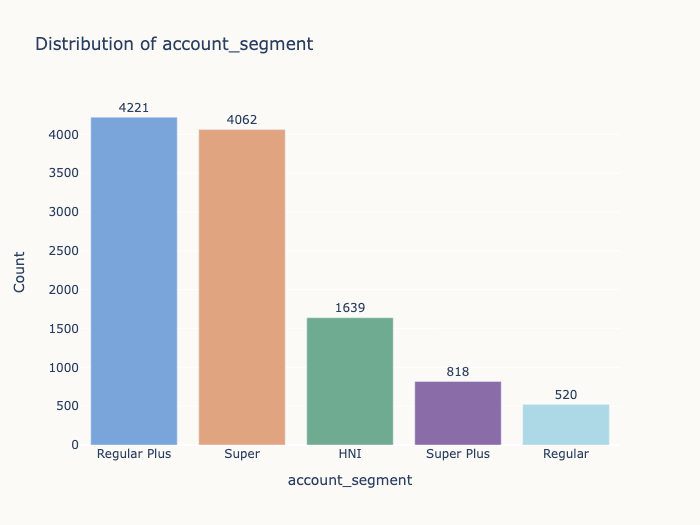 Distribution of account_segment
4221
4062
1639
818
520
4000
3500
3000
2500
2000
1500
1000
500
0
Count
Regular Plus
Super
HNI
Super Plus
Regular
account_segment